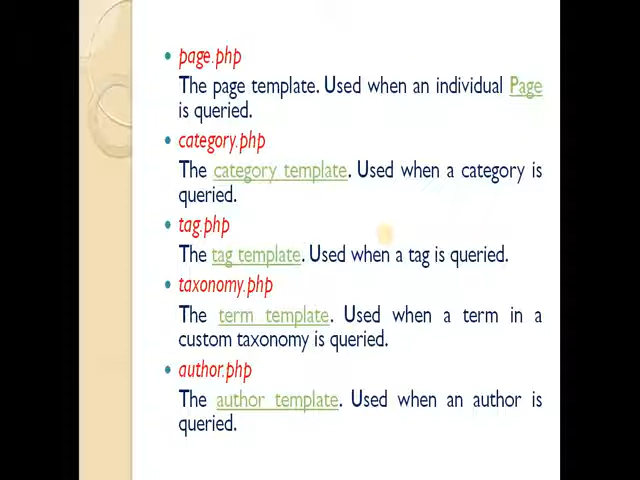 page.php
The page template. Used when an individual Page
is queried.
category.php
The category template. Used when a category is
queried.
tag.php
The tag template. Used when a tag is queried.
taxonomy.php
The term template. Used when a term in a
custom taxonomy is queried.
author.php
The author template. Used when an author is
queried.